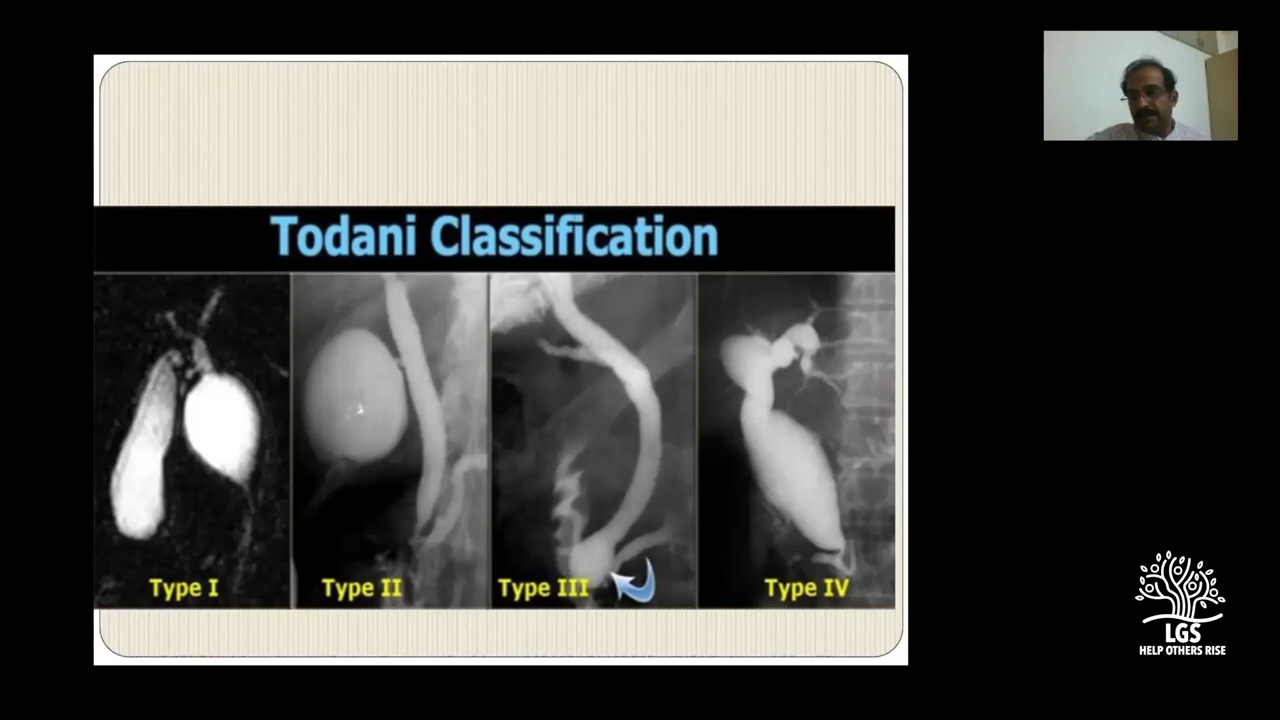 Todani Classification
Type I
Type II
Type III
Type IV
LGS
HELP OTHERS RISE